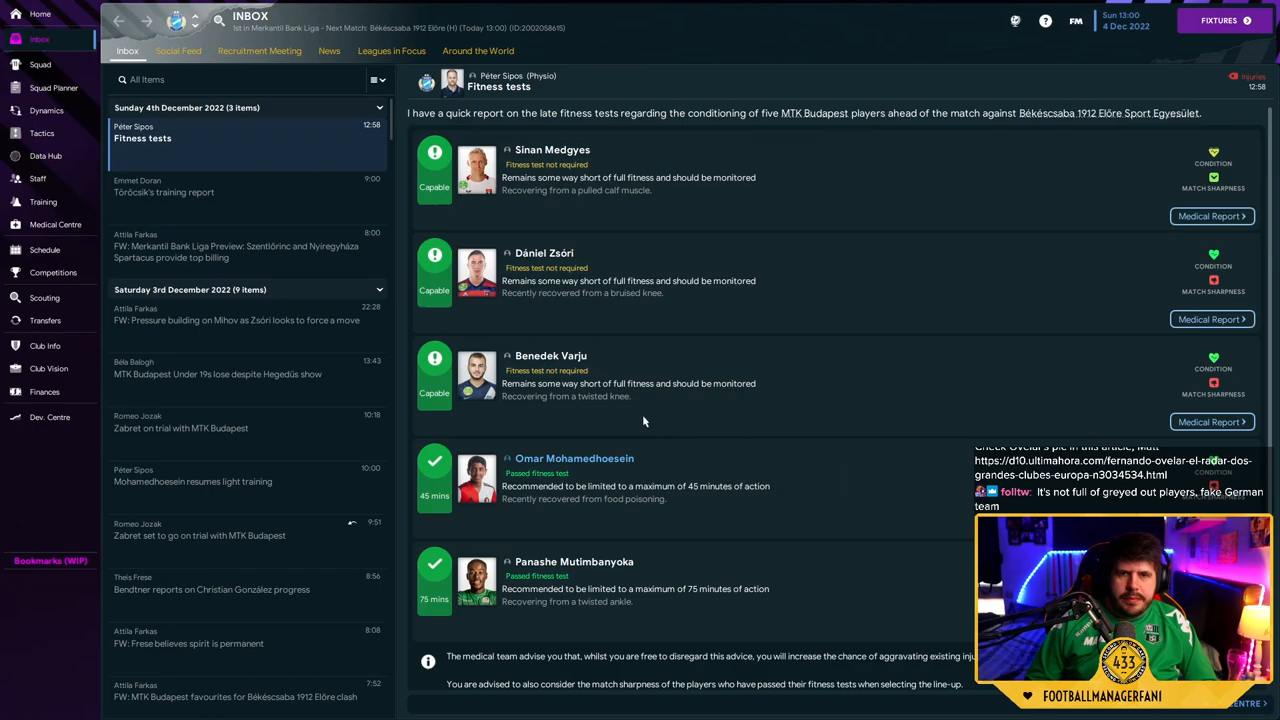 Home
Inbox
Squad
Squad Planner
Dynamics
Tactics
Data Hub
Staff
Training
Medical Centre
Schedule
Competitions
Scouting
Transfers
Club Info
Club Vision
Finances
Dev. Centre
Bookmarks (WIP)
INBOX
1st in Merkantil Bank Liga - Next Match: Békéscsaba 1912 Előre (H) (Today 13:00) (ID:2002058615)
FM
Sun 13:00
4 Dec 2022
FIXTURES
Inbox
Social Feed
Recruitment Meeting
News
Leagues in Focus
Around the World
All Items
Sunday 4th December 2022 (3 items)
Péter Sipos 12:58
Fitness tests
Emmet Doran 9:00
Törőcsik's training report
Attila Farkas 8:00
FW: Merkantil Bank Liga Preview: Szentlőrinc and Nyíregyháza
Spartacus provide top billing
Saturday 3rd December 2022 (9 items)
Attila Farkas 22:28
FW: Pressure building on Mihov as Zsóri looks to force a move
Béla Balogh 13:43
MTK Budapest Under 19s lose despite Hegedűs show
Romeo Jozak 10:18
Zabret on trial with MTK Budapest
Péter Sipos 10:00
Mohamedhoesein resumes light training
Romeo Jozak 9:51
Zabret set to go on trial with MTK Budapest
Theis Frese 8:56
Bendtner reports on Christian González progress
Attila Farkas 8:08
FW: Frese believes spirit is permanent
Attila Farkas 7:52
FW: MTK Budapest favourites for Békéscsaba 1912 Előre clash
Péter Sipos (Physio)
Fitness tests
Injuries
12:58
I have a quick report on the late fitness tests regarding the conditioning of five MTK Budapest players ahead of the match against Békéscsaba 1912 Előre Sport Egyesület.
Capable
Sinan Medgyes
Fitness test not required
Remains some way short of full fitness and should be monitored
Recovering from a pulled calf muscle.
CONDITION
MATCH SHARPNESS
Medical Report
Capable
Dániel Zsóri
Fitness test not required
Remains some way short of full fitness and should be monitored
Recently recovered from a bruised knee.
CONDITION
MATCH SHARPNESS
Medical Report
Capable
Benedek Varju
Fitness test not required
Remains some way short of full fitness and should be monitored
Recovering from a twisted knee.
CONDITION
MATCH SHARPNESS
Medical Report
45 mins
Omar Mohamedhoesein
Passed fitness test
Recommended to be limited to a maximum of 45 minutes of action
Recently recovered from food poisoning.
75 mins
Panashe Mutimbanyoka
Passed fitness test
Recommended to be limited to a maximum of 75 minutes of action
Recovering from a twisted ankle.
The medical team advise you that, whilst you are free to disregard this advice, you will increase the chance of aggravating existing
You are advised to also consider the match sharpness of the players who have passed their fitness tests when selecting the line-up.
Check Ovelar's pic in this article, Matt
https://d10.ultimahora.com/fernando-ovelar-el-radar-dos-
grandes-clubes-europa-n3034534.html
folltw: It's not full of greyed out players, fake German
team
433
FOOTBALLMANAGERFANI